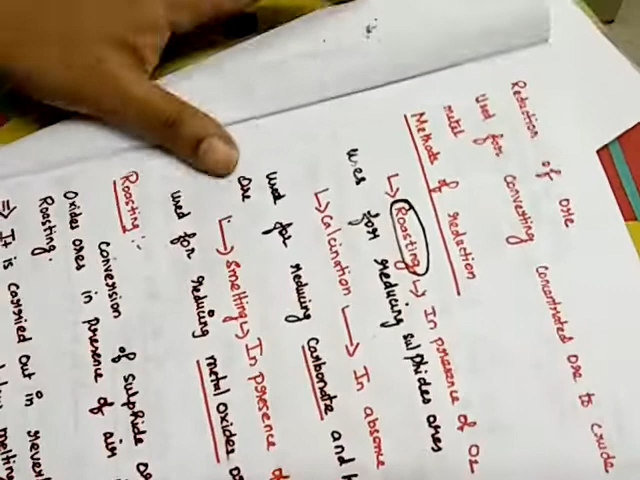 Reduction of ore
Used for converting concentrated ore to crude
metal
Methods of reduction
↳ Roasting ↳ In presence of O2
uses for reducing sulphides ores
↳ Calcination → In absence
used for reducing Carbonate and
ore
↳ Smelting ↳ In presence
used for reducing metal oxides
Roasting :-
conversion of sulphide
Oxides ores in presence of air
Roasting.
⇒ It is carried out in
melting